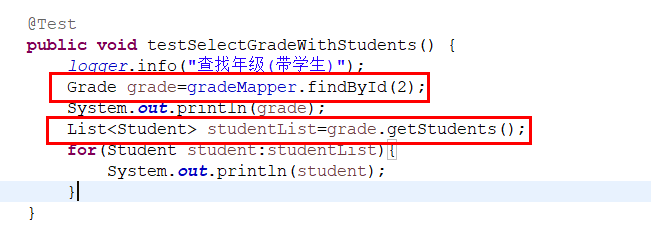 @Test
public void testSelectGradeWithStudents() {
    logger.info("查找年级(带学生)");
    Grade grade=gradeMapper.findById(2);
    System.out.println(grade);
    List<Student> studentList=grade.getStudents();
    for(Student student:studentList){
        System.out.println(student);
    }
}